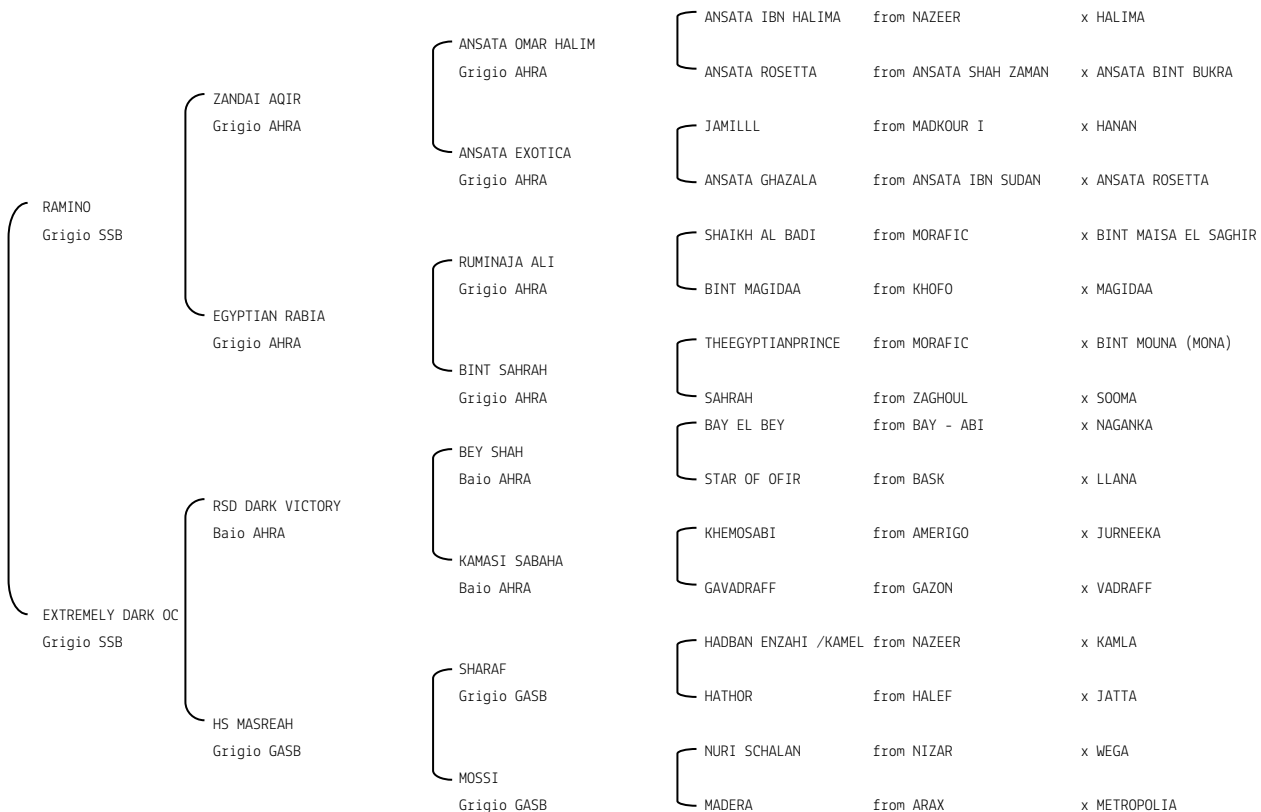 ANSATA IBN HALIMA from NAZEER x HALIMA
ANSATA OMAR HALIM
Grigio AHRA ANSATA ROSETTA from ANSATA SHAH ZAMAN x ANSATA BINT BUKRA
ZANDAI AQIR
Grigio AHRA JAMILLL from MADKOUR I x HANAN
ANSATA EXOTICA
Grigio AHRA ANSATA GHAZALA from ANSATA IBN SUDAN x ANSATA ROSETTA
RAMINO
Grigio SSB SHAIKH AL BADI from MORAFIC x BINT MAISA EL SAGHIR
RUMINAJA ALI
Grigio AHRA BINT MAGIDAA from KHOFO x MAGIDAA
EGYPTIAN RABIA
Grigio AHRA THEEGYPTIANPRINCE from MORAFIC x BINT MOUNA (MONA)
BINT SAHRAH
Grigio AHRA SAHRAH from ZAGHOUL x SOOMA
BAY EL BEY from BAY - ABI x NAGANKA
BEY SHAH
Baio AHRA STAR OF OFIR from BASK x LLANA
RSD DARK VICTORY
Baio AHRA KHEMOSABI from AMERIGO x JURNEEKA
KAMASI SABAHA
Baio AHRA GAVADRAFF from GAZON x VADRAFF
EXTREMELY DARK OC
Grigio SSB HADBAN ENZAHI /KAMEL from NAZEER x KAMLA
SHARAF
Grigio GASB HATHOR from HALEF x JATTA
HS MASREAH
Grigio GASB NURI SCHALAN from NIZAR x WEGA
MOSSI
Grigio GASB MADERA from ARAX x METROPOLIA